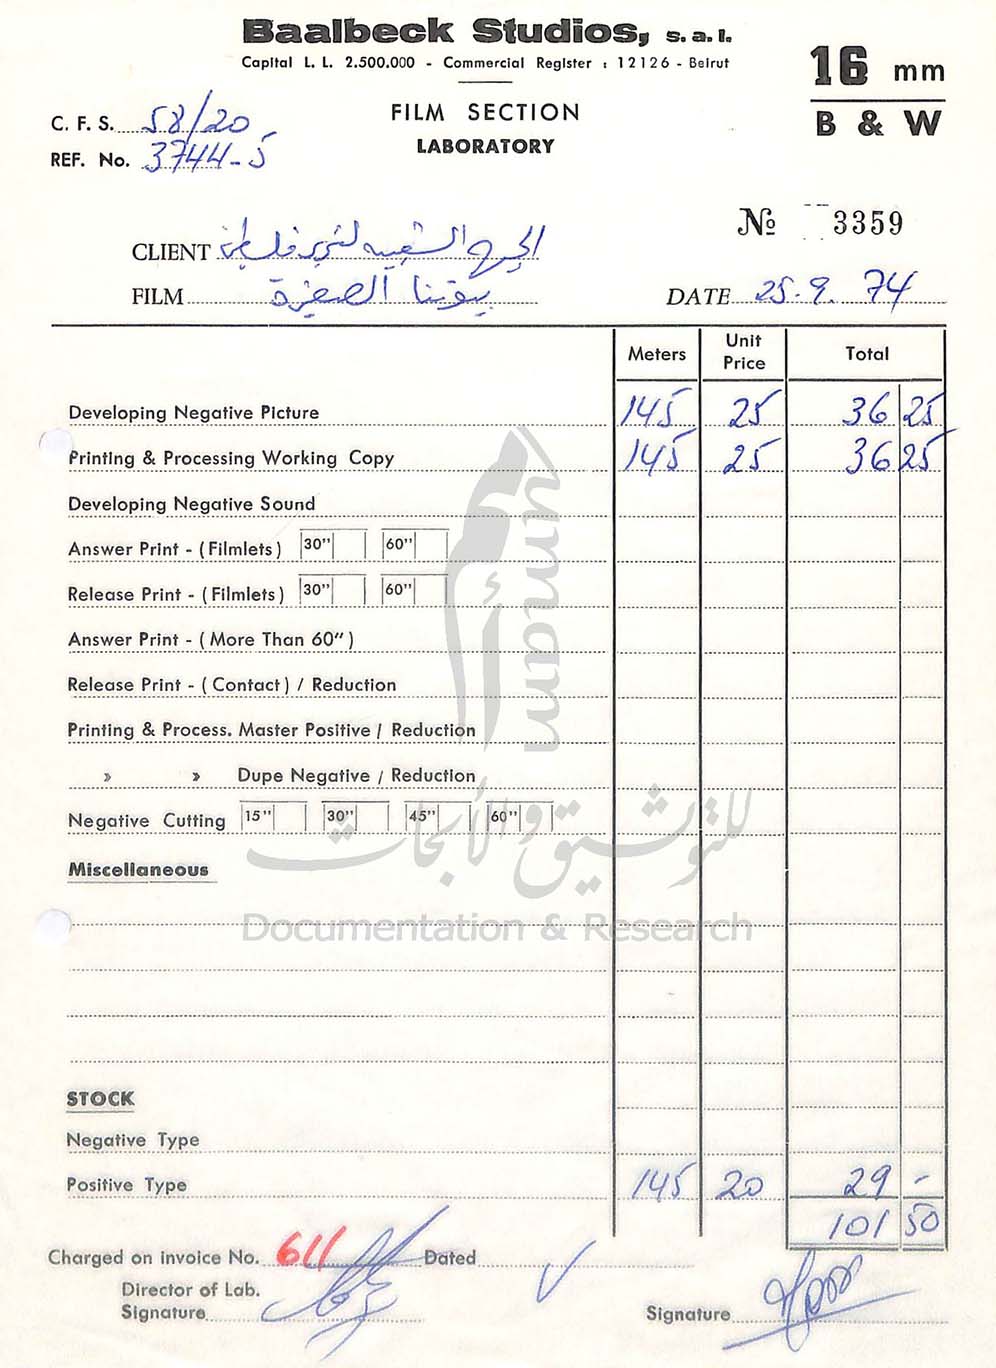 Baalbeck Studios, s.a.l.
Capital L. L. 2.500.000 - Commercial Register : 12126 - Beirut
16 mm
B & W
FILM SECTION
LABORATORY
C. F. S. 58/20
REF. No. 3744-5
№ 3359
CLIENT الجبهة الشعبية لتحرير فلسطين
FILM بيوتنا الصغيرة
DATE 25.9.74
Meters Unit Price Total
Developing Negative Picture 145 25 36 25
Printing & Processing Working Copy 145 25 36 25
Developing Negative Sound
Answer Print - ( Filmlets ) 30" 60"
Release Print - ( Filmlets ) 30" 60"
Answer Print - ( More Than 60" )
Release Print - ( Contact ) / Reduction
Printing & Process. Master Positive / Reduction
» » Dupe Negative / Reduction
Negative Cutting 15" 30" 45" 60"
Miscellaneous
STOCK
Negative Type
Positive Type 145 20 29 -
101 50
Charged on invoice No. 611 Dated
Director of Lab.
Signature
Signature
umam
أمم
للتوثيق والأبحاث
Documentation & Research